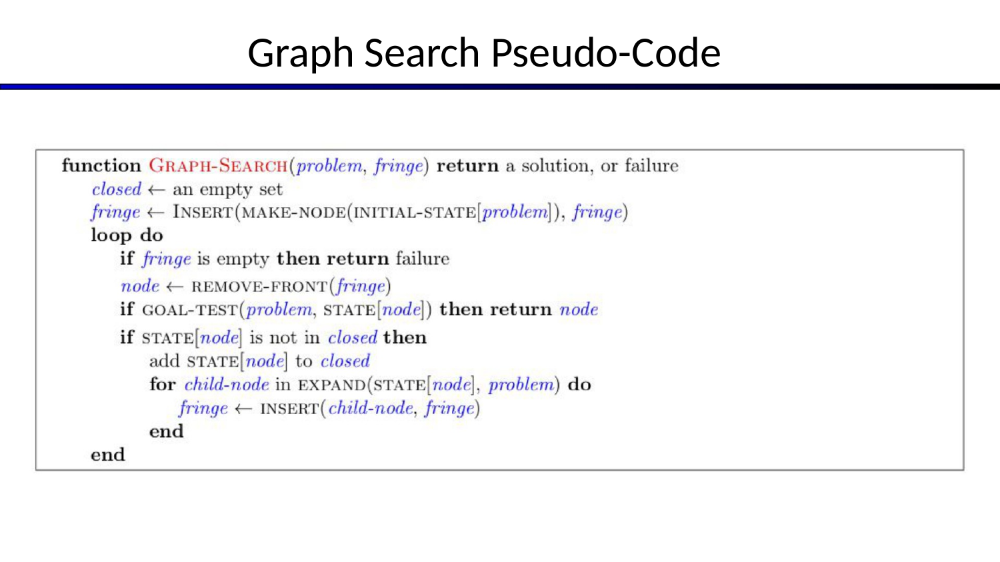 Graph Search Pseudo-Code
function GRAPH-SEARCH(problem, fringe) return a solution, or failure
closed ← an empty set
fringe ← INSERT(MAKE-NODE(INITIAL-STATE[problem]), fringe)
loop do
if fringe is empty then return failure
node ← REMOVE-FRONT(fringe)
if GOAL-TEST(problem, STATE[node]) then return node
if STATE[node] is not in closed then
add STATE[node] to closed
for child-node in EXPAND(STATE[node], problem) do
fringe ← INSERT(child-node, fringe)
end
end